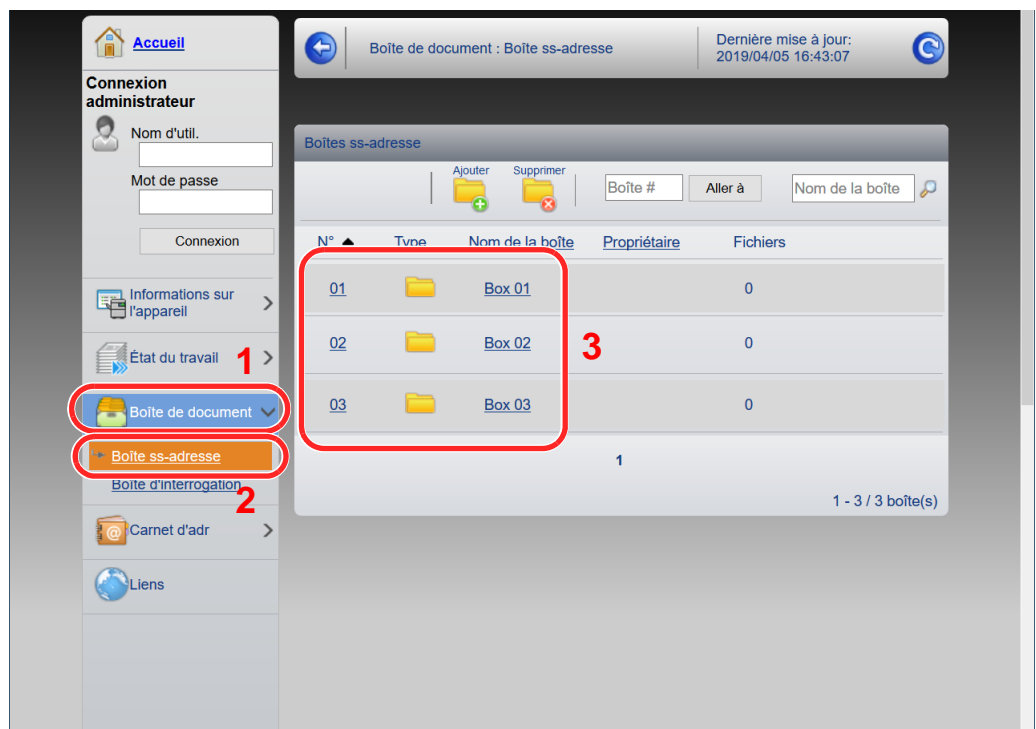 Accueil
Connexion
administrateur
Nom d'util.
Mot de passe
Connexion
Informations sur
l'appareil
État du travail
1
Boîte de document
Boîte ss-adresse
Boîte d'interrogation
2
Carnet d'adr
Liens
Boîte de document : Boîte ss-adresse
Dernière mise à jour:
2019/04/05 16:43:07
Boîtes ss-adresse
Ajouter Supprimer
Boîte # Aller à Nom de la boîte
N° Type Nom de la boîte Propriétaire Fichiers
01 Box 01 0
02 Box 02 0
3
03 Box 03 0
1
1 - 3 / 3 boîte(s)